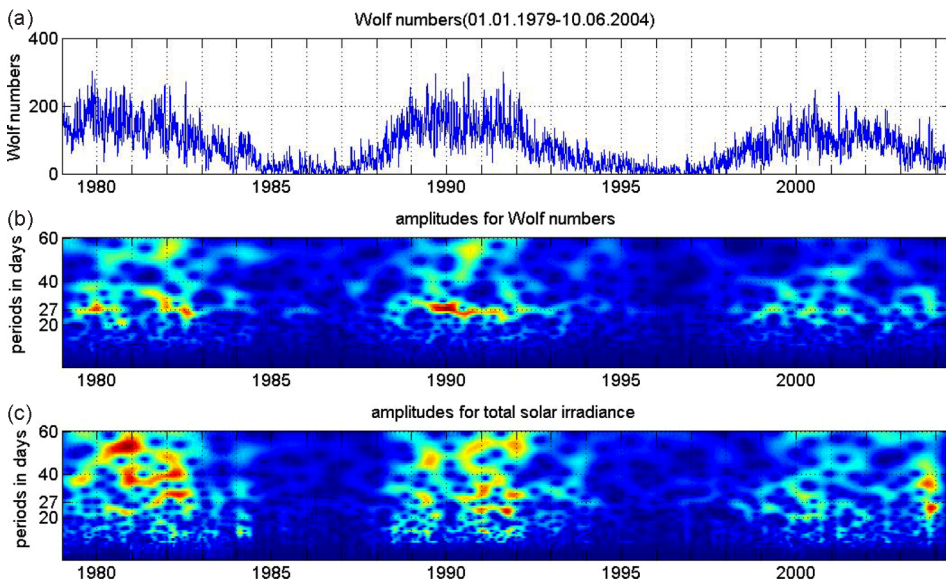 (a)
Wolf numbers(01.01.1979-10.06.2004)
Wolf numbers
400
200
0
1980 1985 1990 1995 2000
(b)
amplitudes for Wolf numbers
periods in days
60
40
27
20
1980 1985 1990 1995 2000
(c)
amplitudes for total solar irradiance
periods in days
60
40
27
20
1980 1985 1990 1995 2000